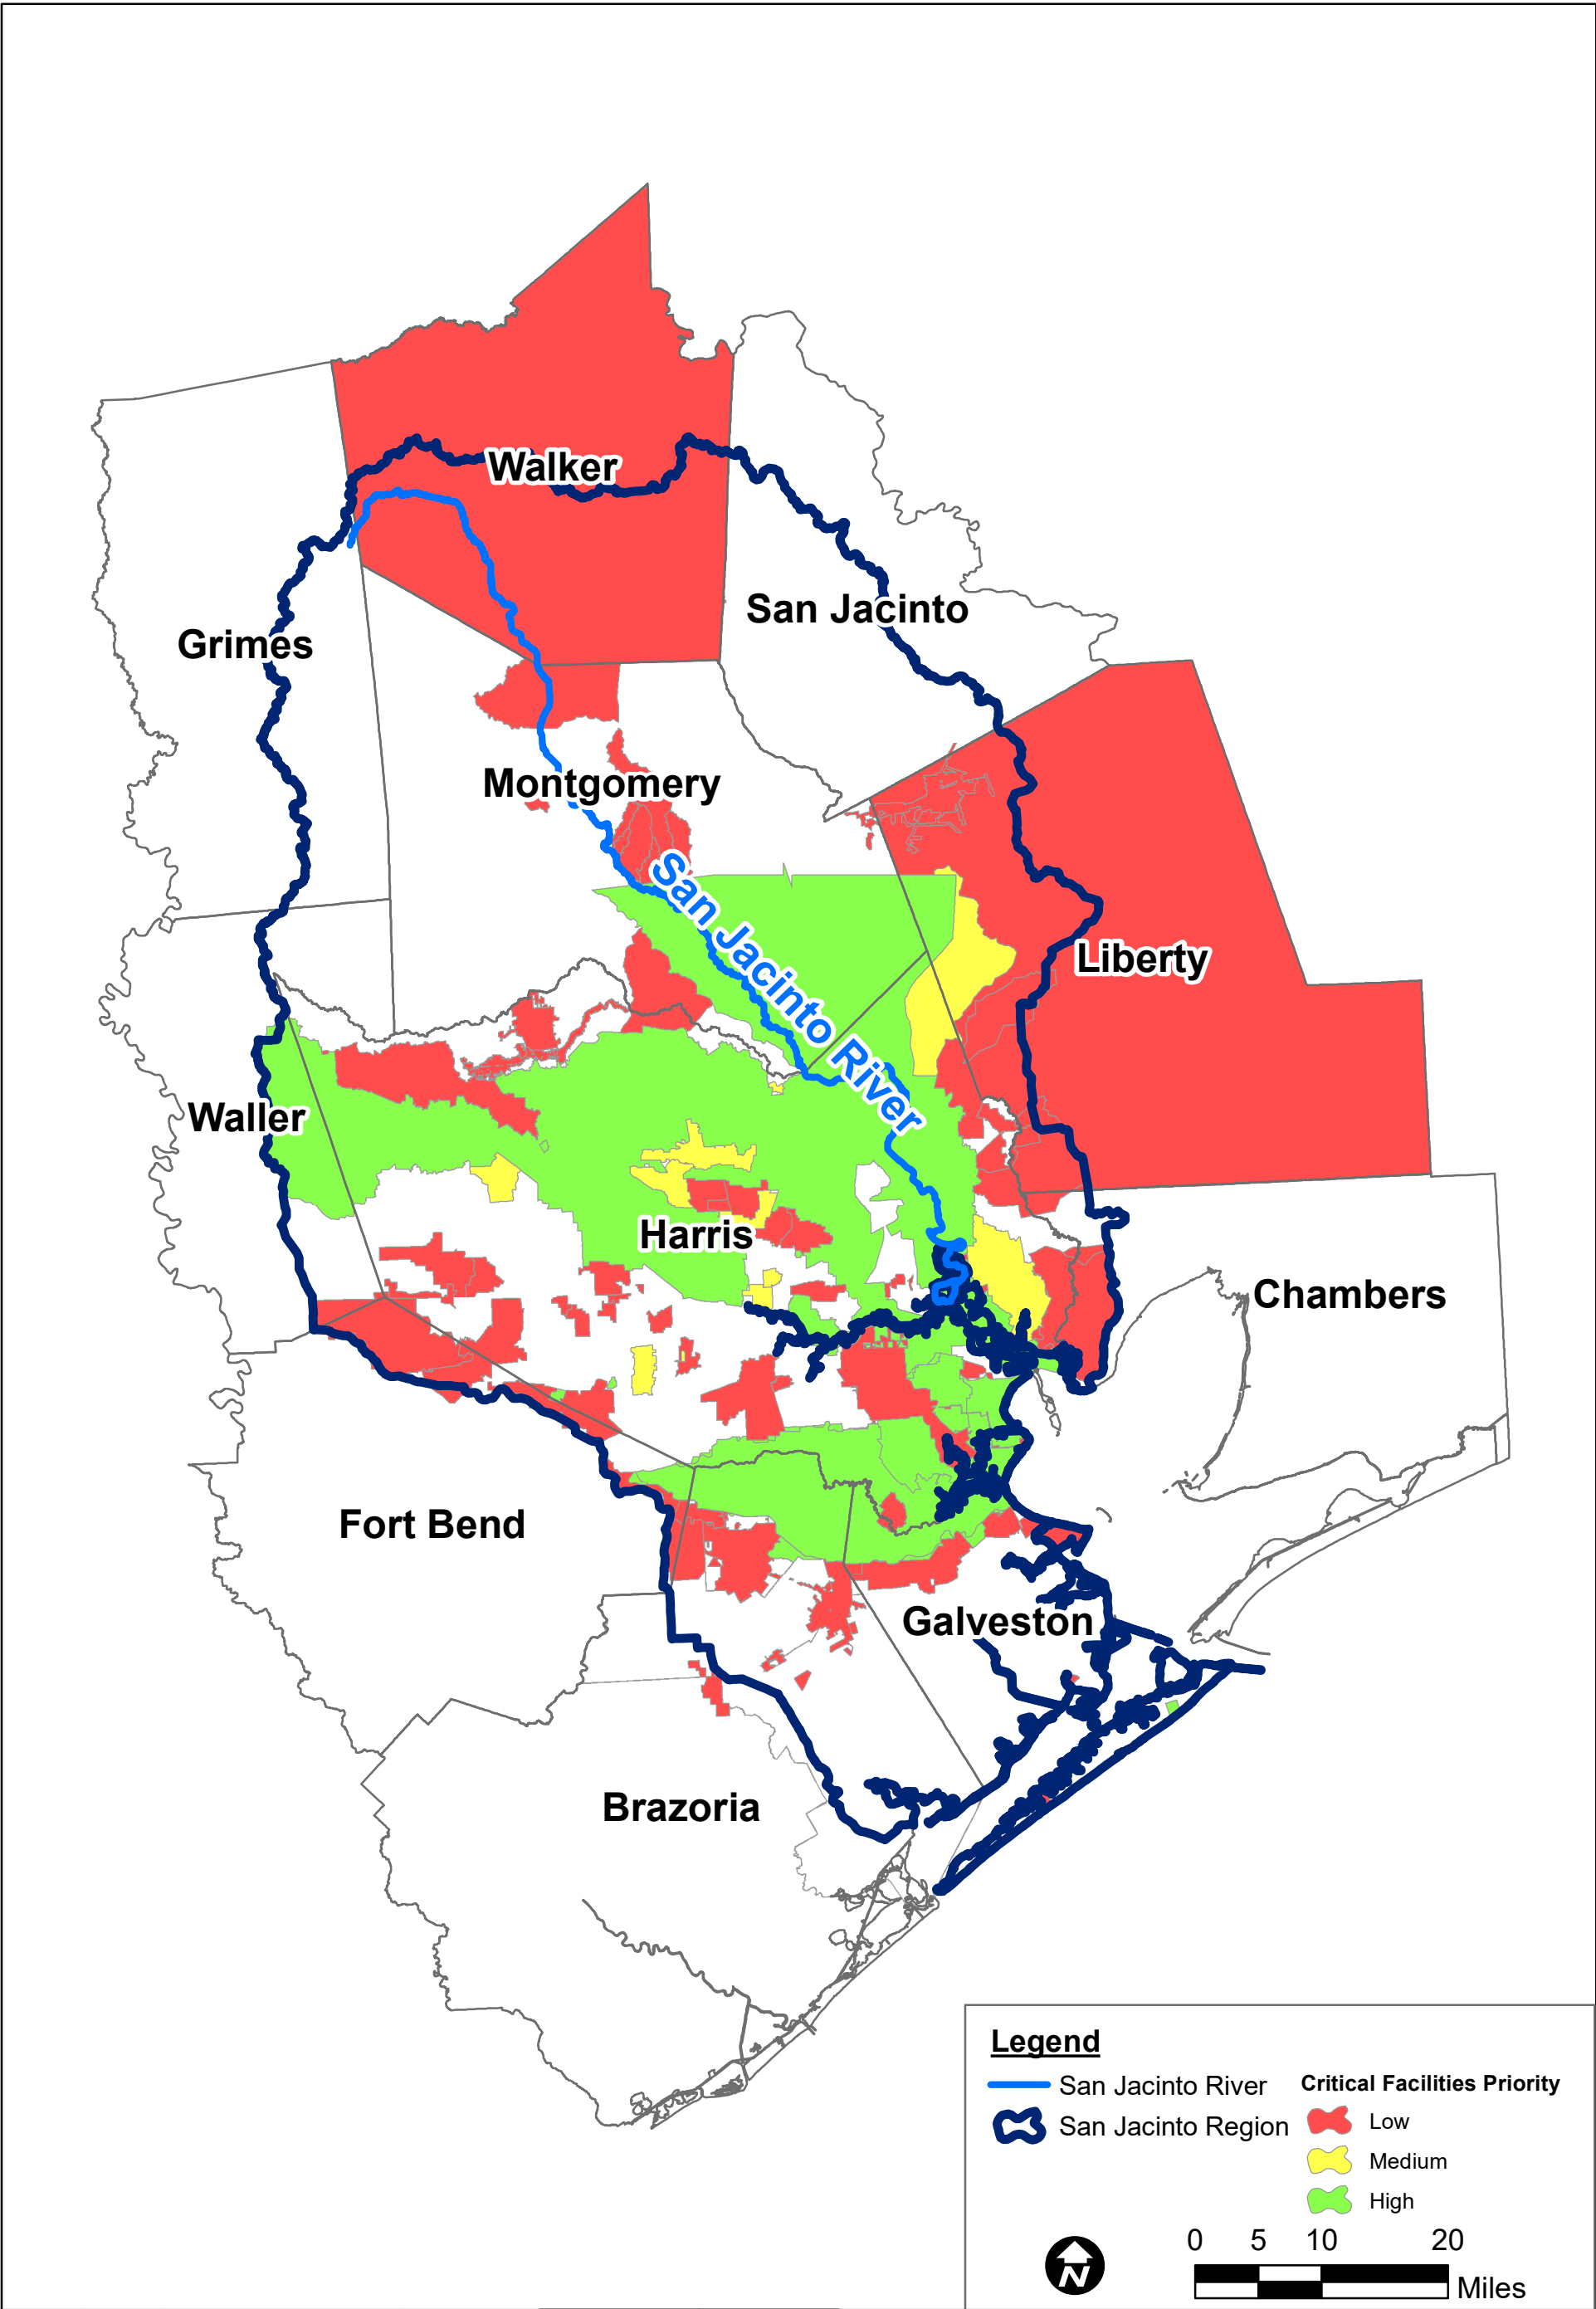 Walker
San Jacinto
Grimes
Montgomery
San Jacinto River
Liberty
Waller
Harris
Chambers
Fort Bend
Galveston
Brazoria
Legend
San Jacinto River
San Jacinto Region
Critical Facilities Priority
Low
Medium
High
N
0 5 10 20
Miles